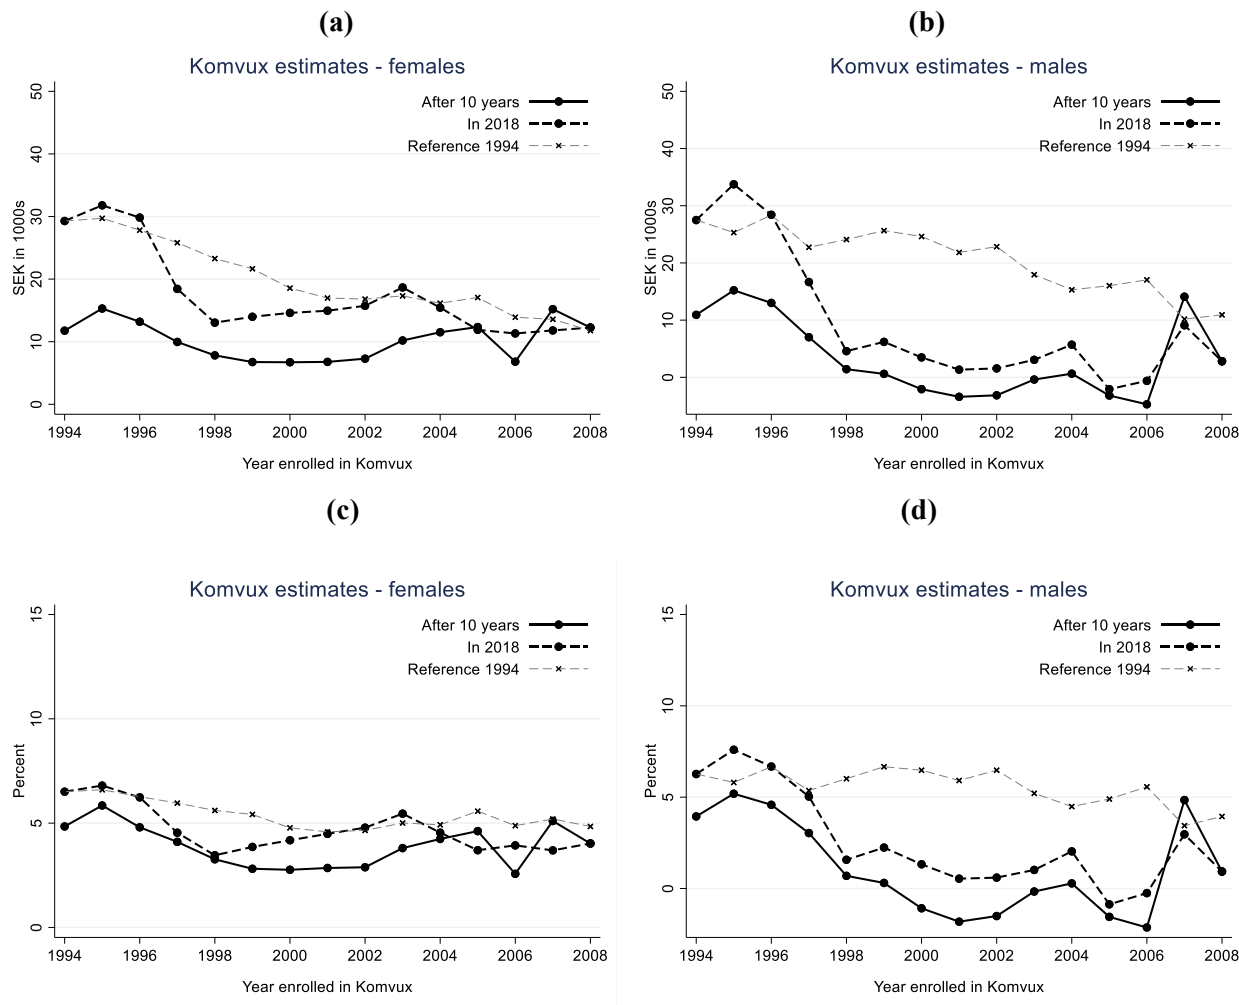 (a)
Komvux estimates - females
After 10 years
In 2018
Reference 1994
SEK in 1000s
50
40
30
20
10
0
1994 1996 1998 2000 2002 2004 2006 2008
Year enrolled in Komvux
(b)
Komvux estimates - males
After 10 years
In 2018
Reference 1994
SEK in 1000s
50
40
30
20
10
0
1994 1996 1998 2000 2002 2004 2006 2008
Year enrolled in Komvux
(c)
Komvux estimates - females
After 10 years
In 2018
Reference 1994
Percent
15
10
5
0
1994 1996 1998 2000 2002 2004 2006 2008
Year enrolled in Komvux
(d)
Komvux estimates - males
After 10 years
In 2018
Reference 1994
Percent
15
10
5
0
1994 1996 1998 2000 2002 2004 2006 2008
Year enrolled in Komvux